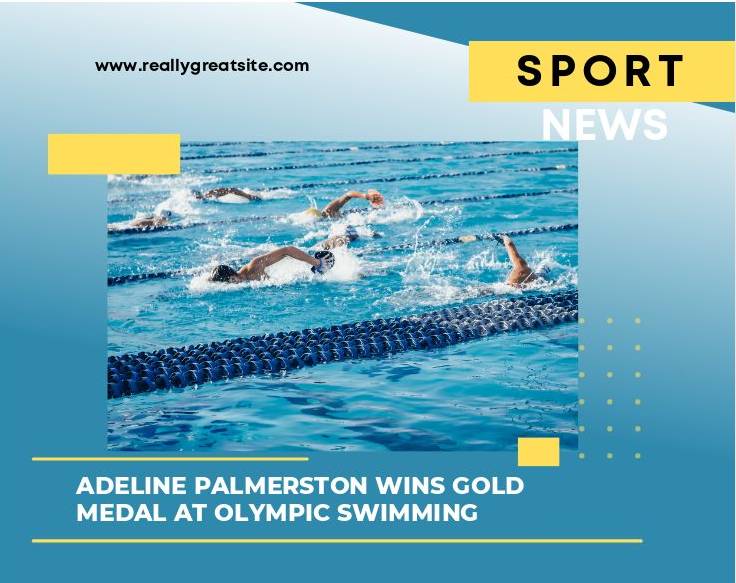 www.reallygreatsite.com
SPORT
NEWS
ADELINE PALMERSTON WINS GOLD
MEDAL AT OLYMPIC SWIMMING